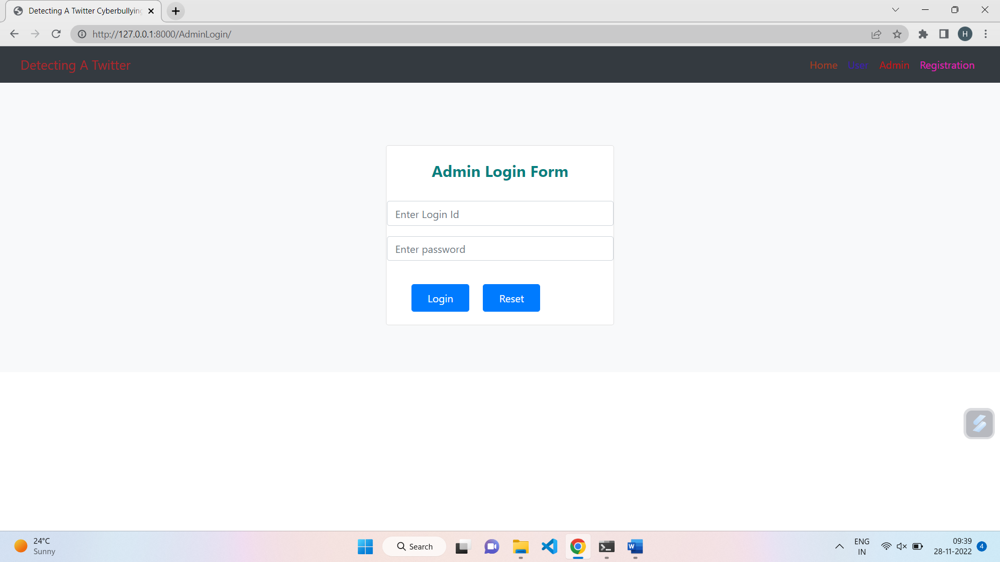 Detecting A Twitter Cyberbullying
http://127.0.0.1:8000/AdminLogin/
H
Detecting A Twitter
Home User Admin Registration
Admin Login Form
Enter Login Id
Enter password
Login Reset
24°C
Sunny
Search
W
ENG
IN
09:39
28-11-2022
4